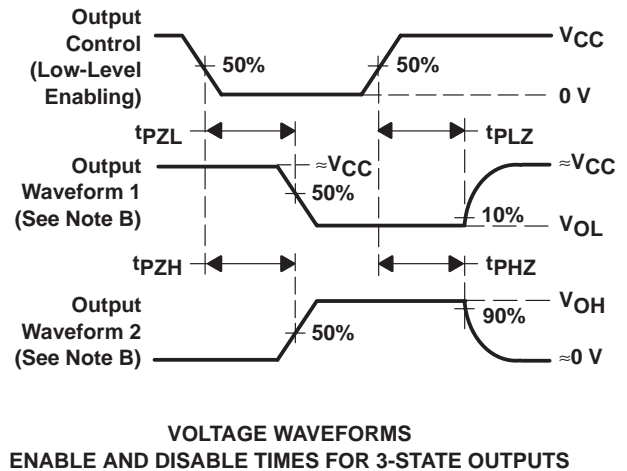 Output
Control
(Low-Level
Enabling)
50%
50%
VCC
0 V
tPZL
tPLZ
Output
Waveform 1
(See Note B)
≈VCC
50%
≈VCC
10%
VOL
tPZH
tPHZ
Output
Waveform 2
(See Note B)
50%
VOH
90%
≈0 V
VOLTAGE WAVEFORMS
ENABLE AND DISABLE TIMES FOR 3-STATE OUTPUTS